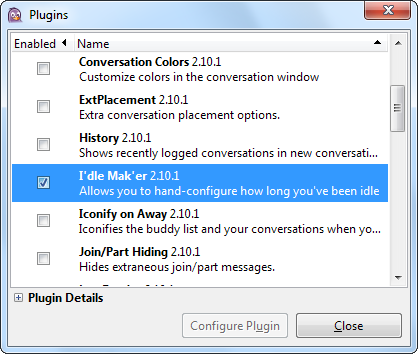 Plugins
Enabled Name
Conversation Colors 2.10.1
Customize colors in the conversation window
ExtPlacement 2.10.1
Extra conversation placement options.
History 2.10.1
Shows recently logged conversations in new conversati...
I'dle Mak'er 2.10.1
Allows you to hand-configure how long you've been idle
Iconify on Away 2.10.1
Iconifies the buddy list and your conversations when yo...
Join/Part Hiding 2.10.1
Hides extraneous join/part messages.
Plugin Details
Configure Plugin Close